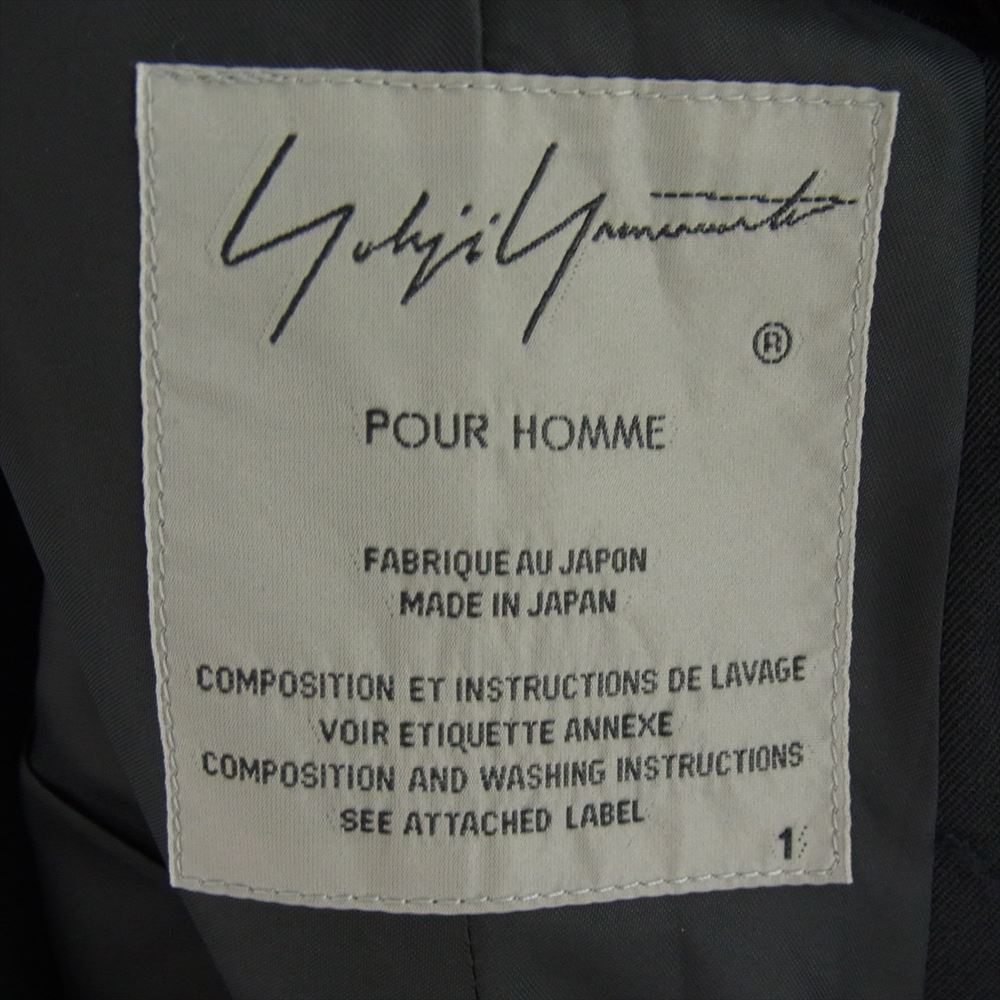 Yohji Yamamoto
®
POUR HOMME
FABRIQUE AU JAPON
MADE IN JAPAN
COMPOSITION ET INSTRUCTIONS DE LAVAGE
VOIR ETIQUETTE ANNEXE
COMPOSITION AND WASHING INSTRUCTIONS
SEE ATTACHED LABEL
1